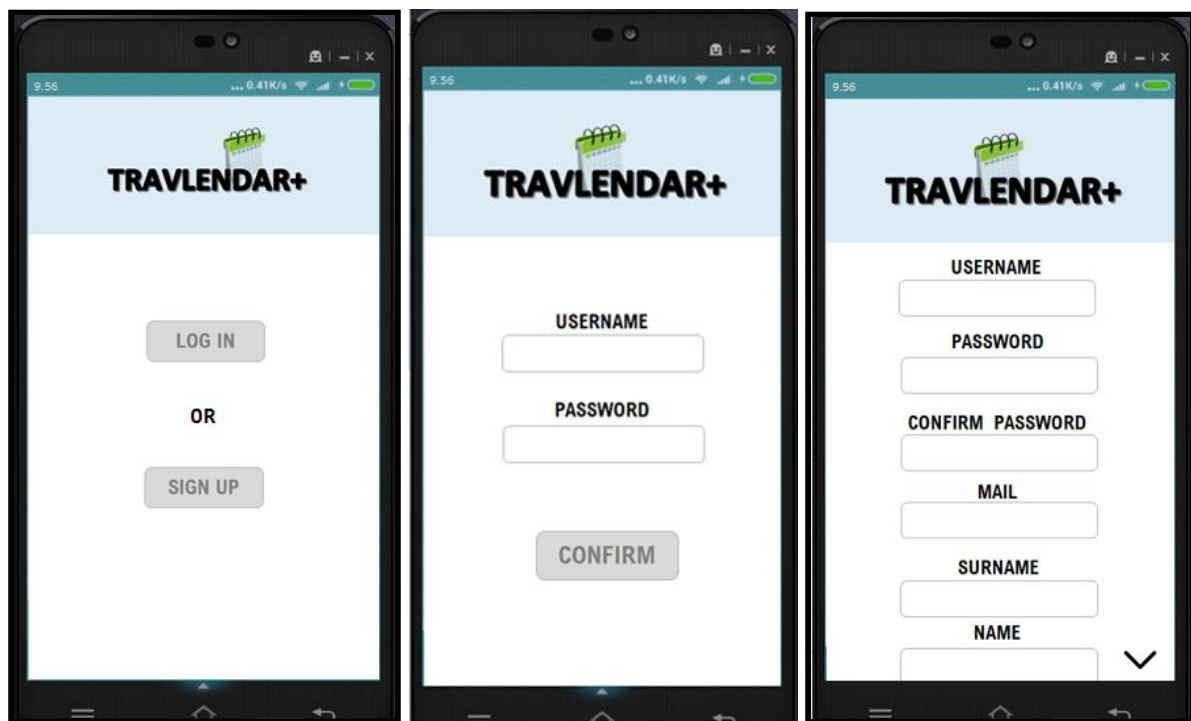 9.56
... 0.41K/s
TRAVLENDAR+
LOG IN
OR
SIGN UP
9.56
... 0.41K/s
TRAVLENDAR+
USERNAME
PASSWORD
CONFIRM
9.56
... 0.41K/s
TRAVLENDAR+
USERNAME
PASSWORD
CONFIRM PASSWORD
MAIL
SURNAME
NAME